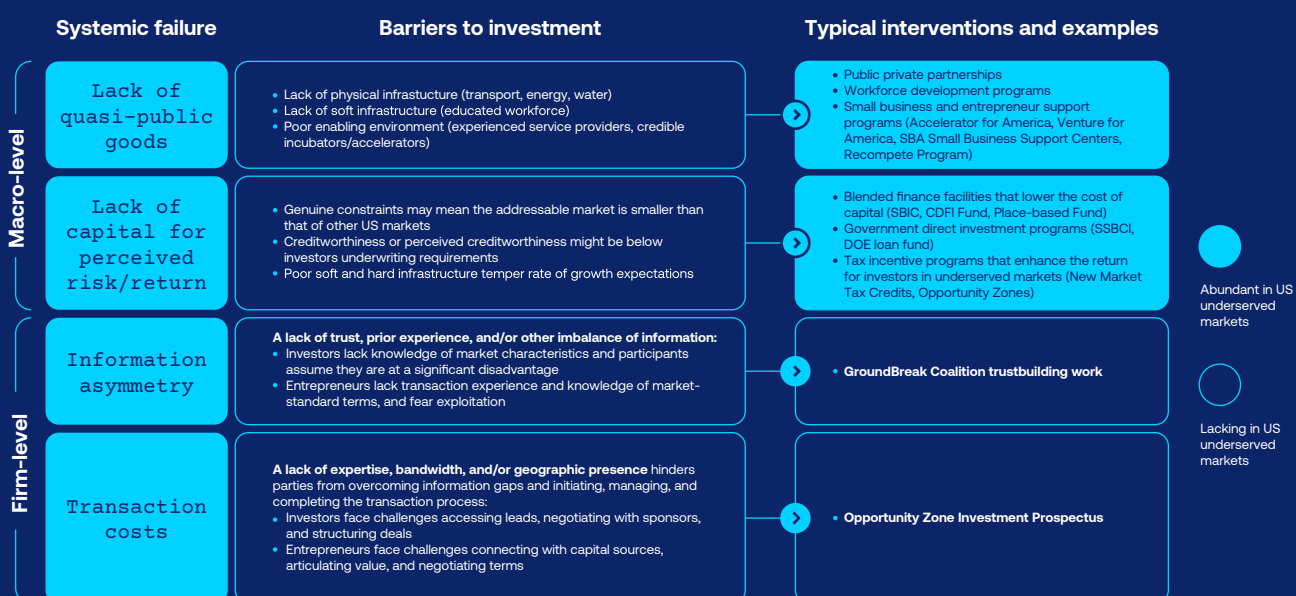 Systemic failure
Barriers to investment
Typical interventions and examples
Macro-level
Lack of
quasi-public
goods
• Lack of physical infrastucture (transport, energy, water)
• Lack of soft infrastructure (educated workforce)
• Poor enabling environment (experienced service providers, credible
incubators/accelerators)
• Public private partnerships
• Workforce development programs
• Small business and entrepreneur support
programs (Accelerator for America, Venture for
America, SBA Small Business Support Centers,
Recompete Program)
Lack of
capital for
perceived
risk/return
• Genuine constraints may mean the addressable market is smaller than
that of other US markets
• Creditworthiness or perceived creditworthiness might be below
investors underwriting requirements
• Poor soft and hard infrastructure temper rate of growth expectations
• Blended finance facilities that lower the cost of
capital (SBIC, CDFI Fund, Place-based Fund)
• Government direct investment programs (SSBCI,
DOE loan fund)
• Tax incentive programs that enhance the return
for investors in underserved markets (New Market
Tax Credits, Opportunity Zones)
Firm-level
Information
asymmetry
A lack of trust, prior experience, and/or other imbalance of information:
• Investors lack knowledge of market characteristics and participants
assume they are at a significant disadvantage
• Entrepreneurs lack transaction experience and knowledge of market-
standard terms, and fear exploitation
• GroundBreak Coalition trustbuilding work
Transaction
costs
A lack of expertise, bandwidth, and/or geographic presence hinders
parties from overcoming information gaps and initiating, managing, and
completing the transaction process:
• Investors face challenges accessing leads, negotiating with sponsors,
and structuring deals
• Entrepreneurs face challenges connecting with capital sources,
articulating value, and negotiating terms
• Opportunity Zone Investment Prospectus
Abundant in US
underserved
markets
Lacking in US
underserved
markets